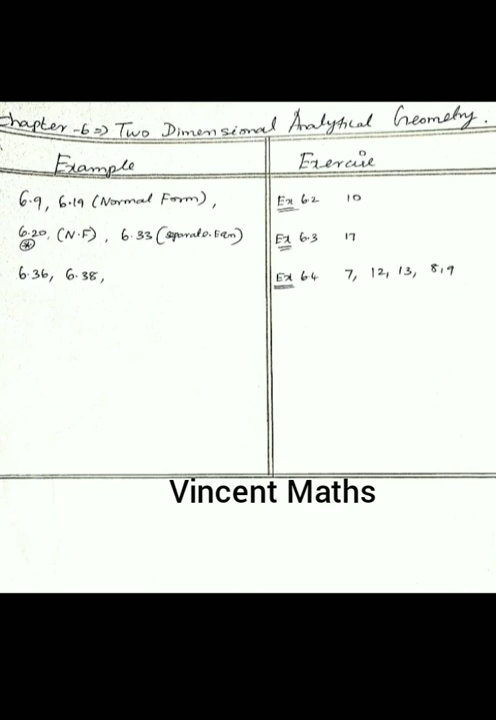 Chapter -6 => Two Dimensional Analytical Geometry.
Example
Exercise
6.9, 6.19 (Normal Form),
6.20, (N.F), 6.33 (Separate. Eqn)
6.36, 6.38,
Ex 6.2 10
Ex 6.3 17
Ex 6.4 7, 12, 13, 8, 9
Vincent Maths